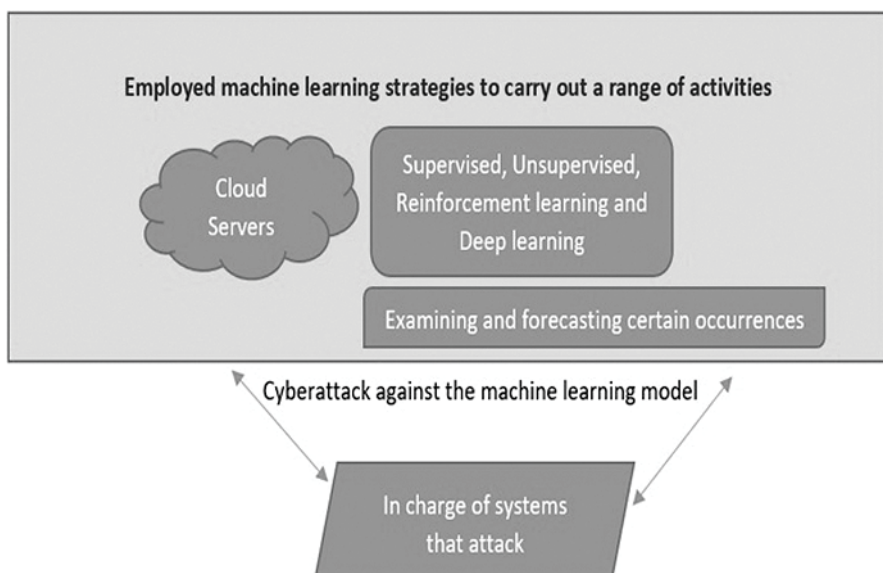 Employed machine learning strategies to carry out a range of activities
Cloud
Servers
Supervised, Unsupervised,
Reinforcement learning and
Deep learning
Examining and forecasting certain occurrences
Cyberattack against the machine learning model
In charge of systems
that attack